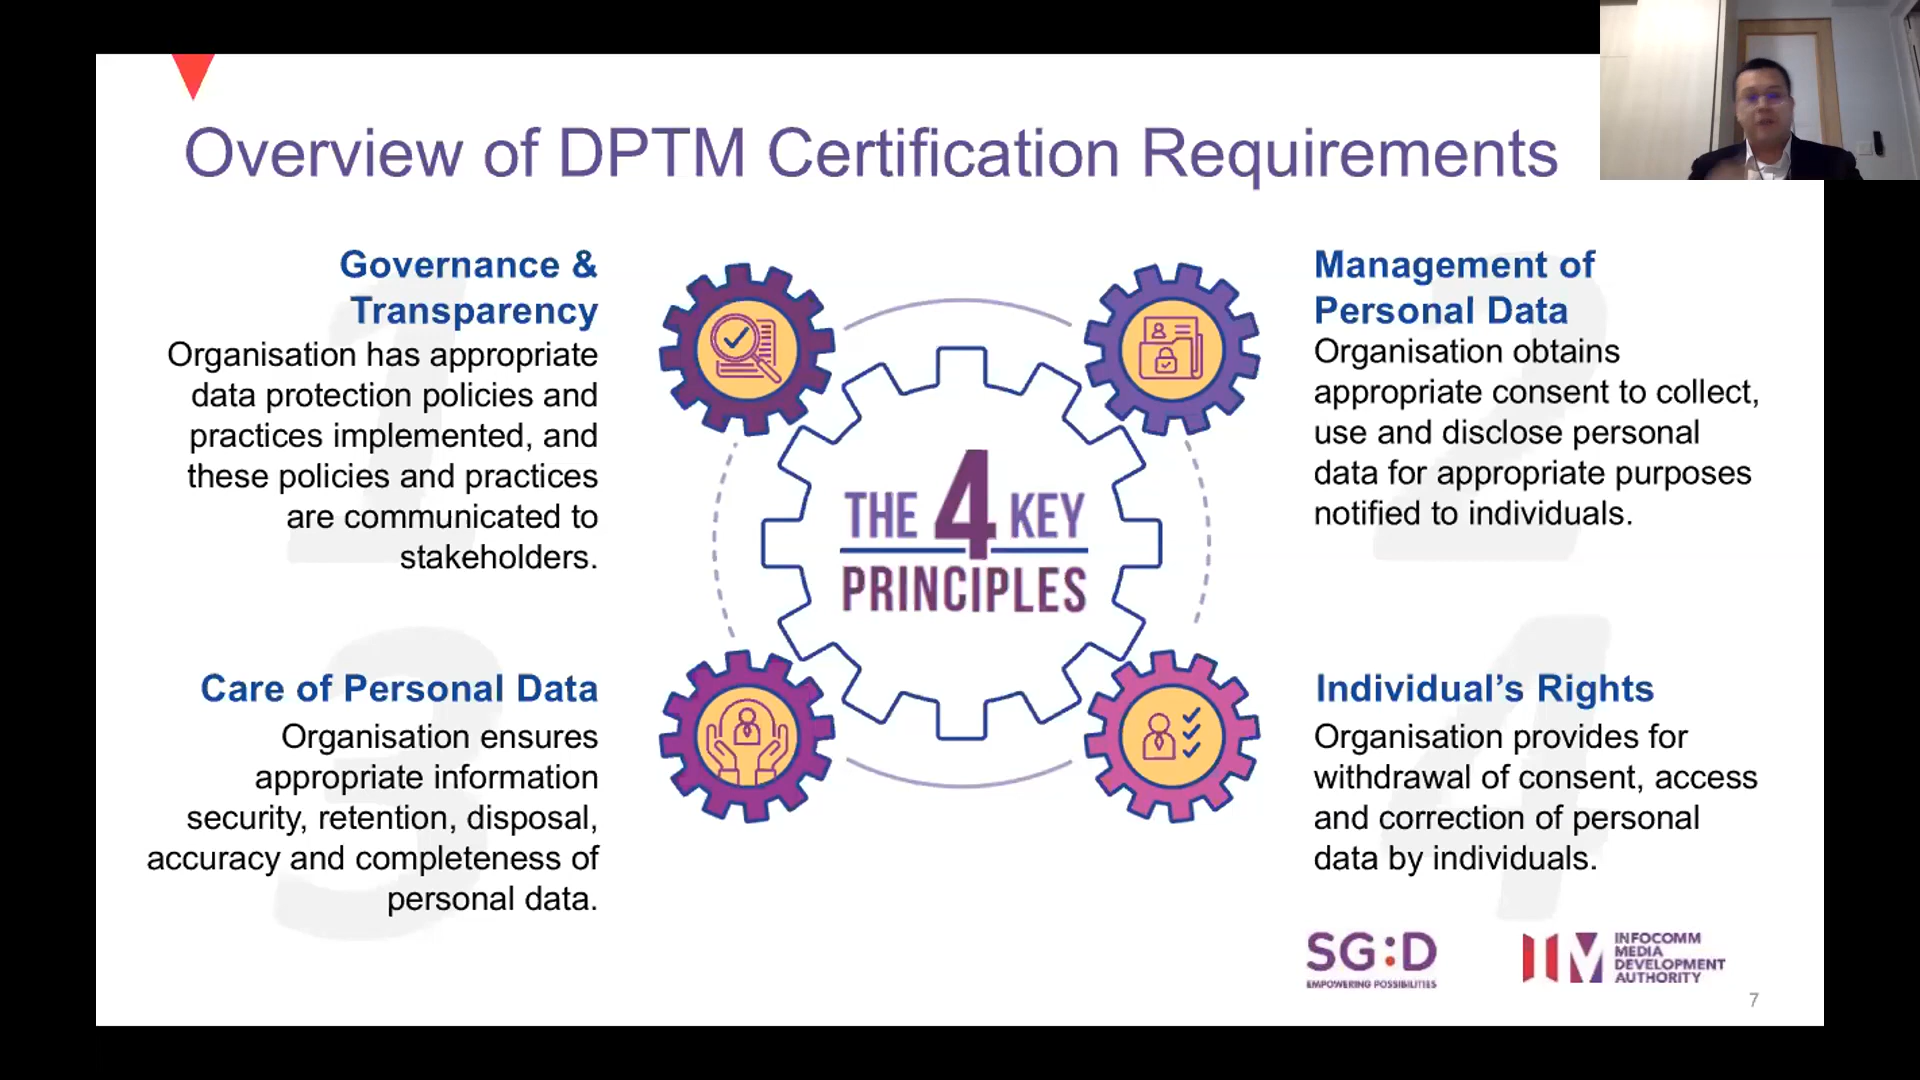 Overview of DPTM Certification Requirements
1
Governance &
Transparency
Organisation has appropriate
data protection policies and
practices implemented, and
these policies and practices
are communicated to
stakeholders.
2
Management of
Personal Data
Organisation obtains
appropriate consent to collect,
use and disclose personal
data for appropriate purposes
notified to individuals.
THE 4 KEY
PRINCIPLES
3
Care of Personal Data
Organisation ensures
appropriate information
security, retention, disposal,
accuracy and completeness of
personal data.
4
Individual’s Rights
Organisation provides for
withdrawal of consent, access
and correction of personal
data by individuals.
SG:D
EMPOWERING POSSIBILITIES
INFOCOMM
MEDIA
DEVELOPMENT
AUTHORITY
7